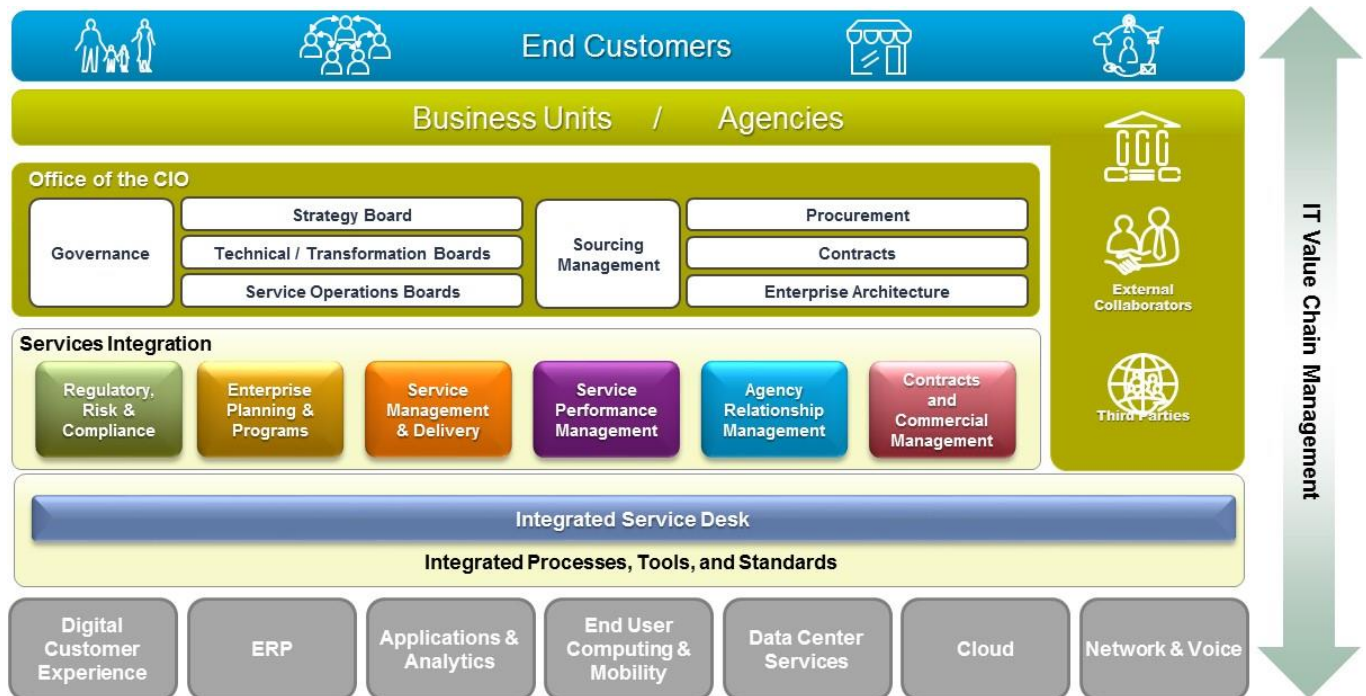 End Customers
Business Units / Agencies
Office of the CIO
Governance
Strategy Board
Technical / Transformation Boards
Service Operations Boards
Sourcing
Management
Procurement
Contracts
Enterprise Architecture
External
Collaborators
Third Parties
Services Integration
Regulatory,
Risk &
Compliance
Enterprise
Planning &
Programs
Service
Management
& Delivery
Service
Performance
Management
Agency
Relationship
Management
Contracts
and
Commercial
Management
Integrated Service Desk
Integrated Processes, Tools, and Standards
Digital
Customer
Experience
ERP
Applications &
Analytics
End User
Computing &
Mobility
Data Center
Services
Cloud
Network & Voice
IT Value Chain Management